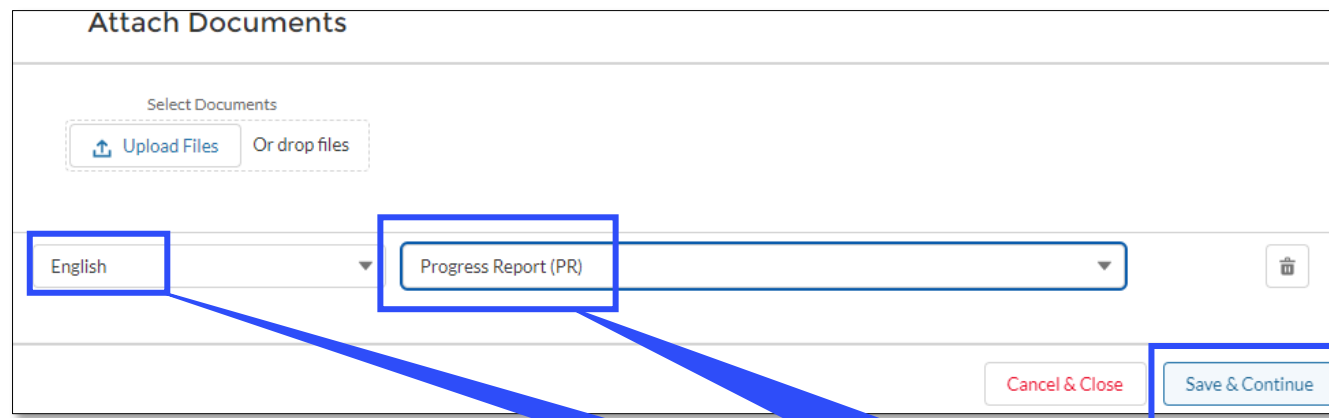 Attach Documents
Select Documents
Upload Files Or drop files
English Progress Report (PR)
Cancel & Close Save & Continue